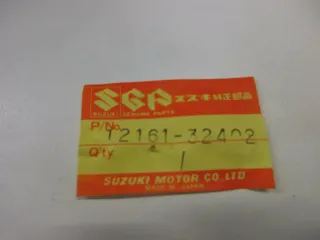 SGP スズキ純正部品
SUZUKI GENUINE PARTS
P/No. 12161-32402
Q'ty 1
SUZUKI MOTOR CO.,LTD
MADE IN JAPAN